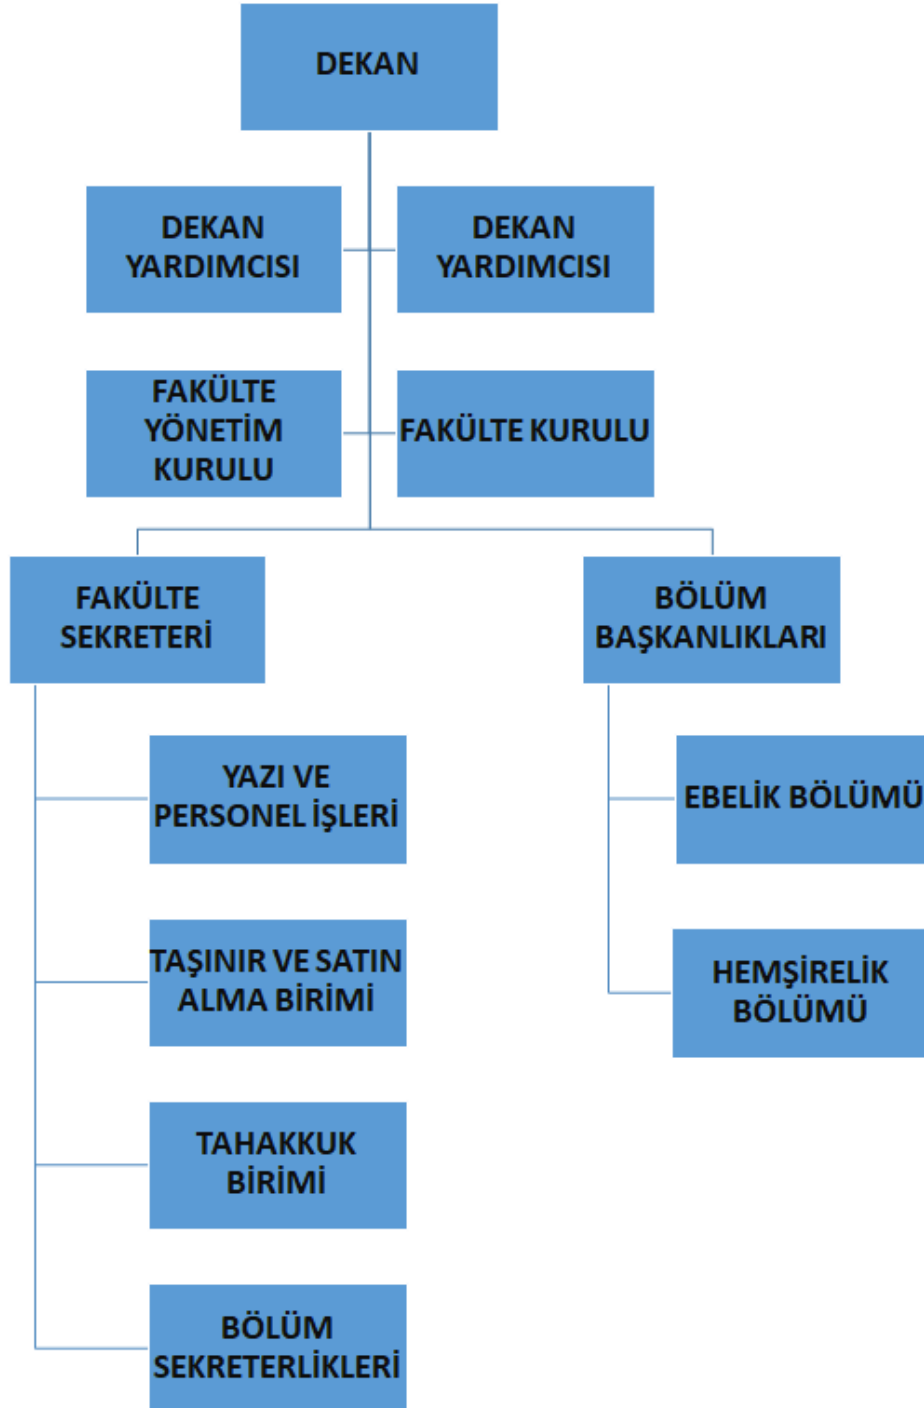 DEKAN
DEKAN
YARDIMCISI
DEKAN
YARDIMCISI
FAKÜLTE
YÖNETİM
KURULU
FAKÜLTE KURULU
FAKÜLTE
SEKRETERİ
BÖLÜM
BAŞKANLIKLARI
YAZI VE
PERSONEL İŞLERİ
TAŞINIR VE SATIN
ALMA BİRİMİ
TAHAKKUK
BİRİMİ
BÖLÜM
SEKRETERLİKLERİ
EBELİK BÖLÜMÜ
HEMŞİRELİK
BÖLÜMÜ